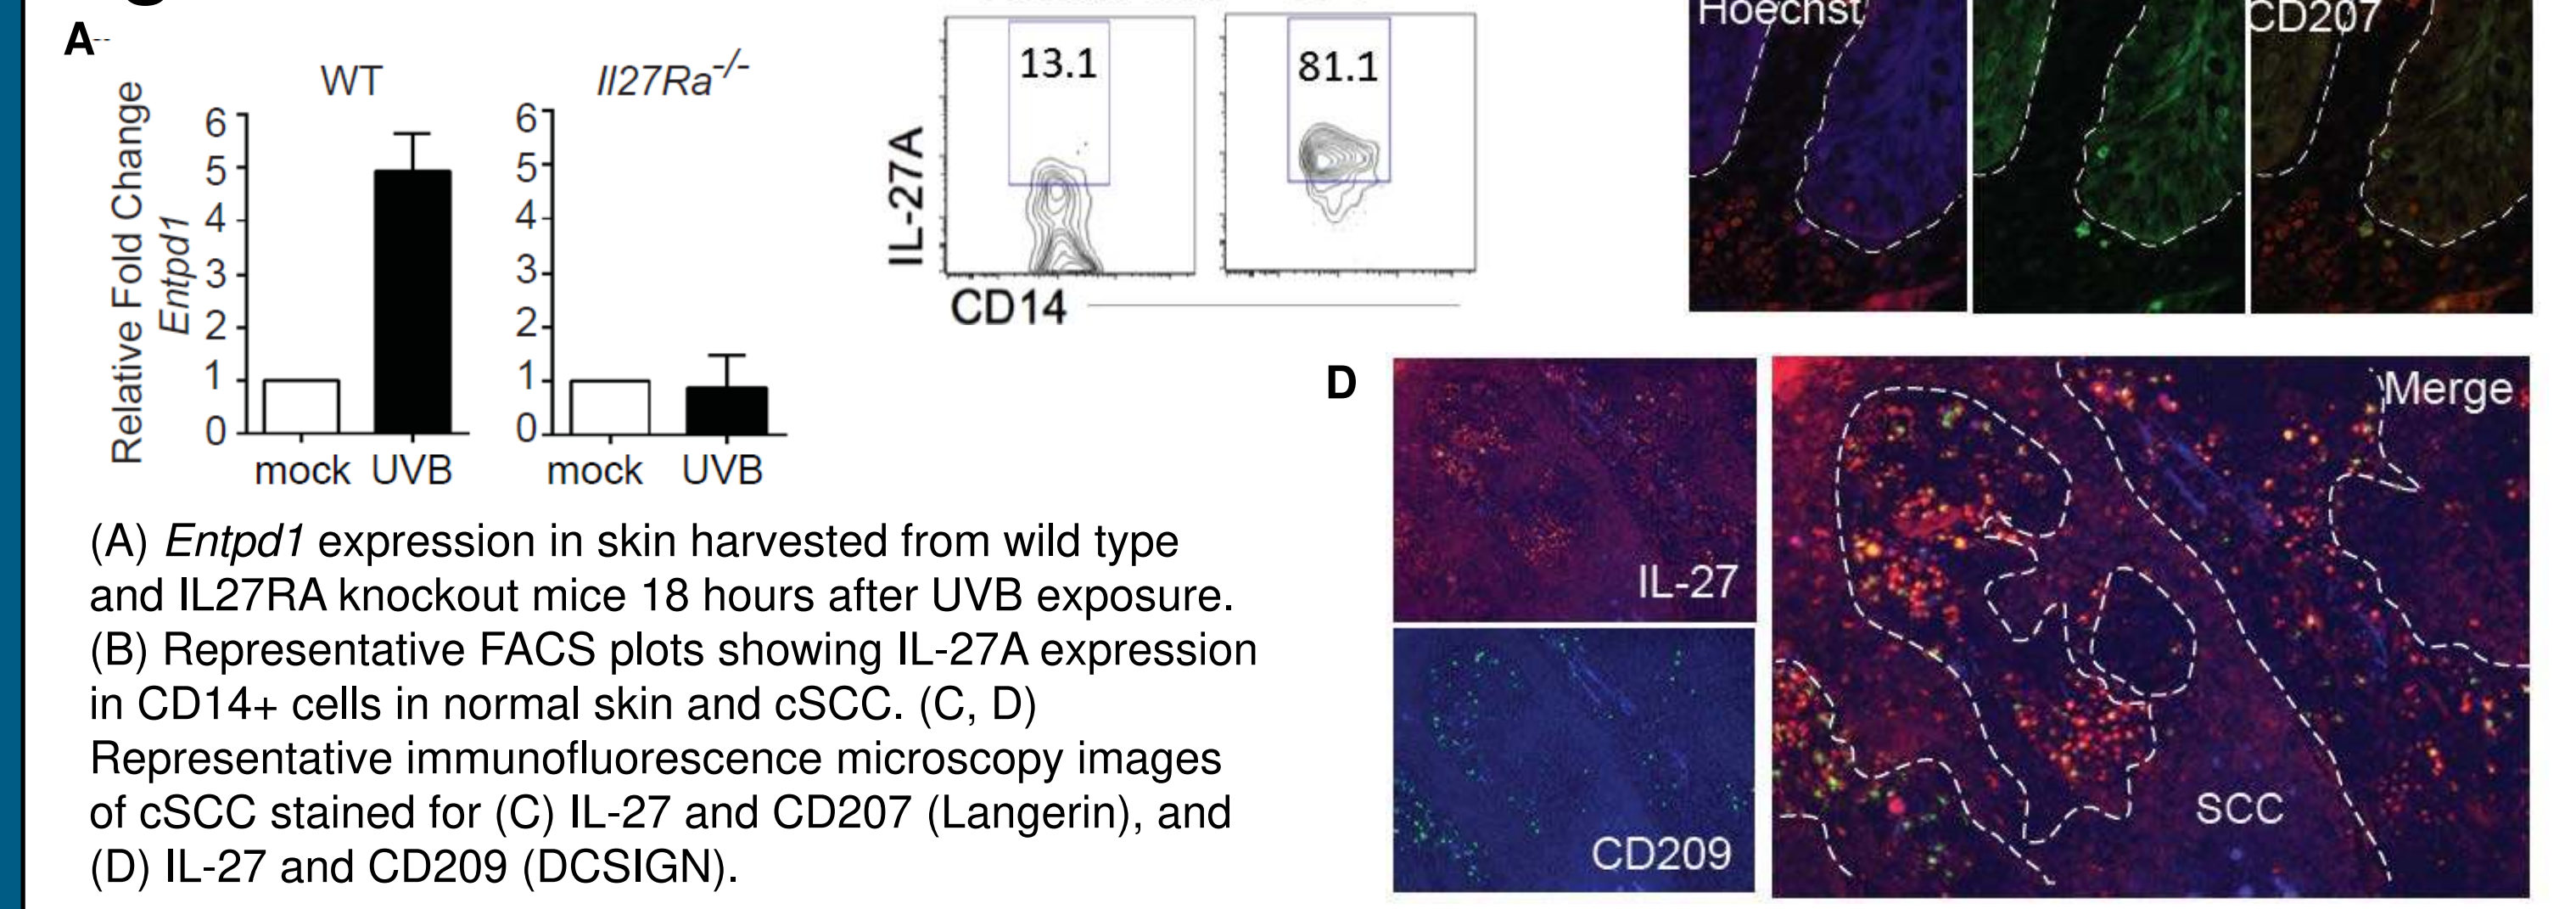 A
WT
Il27Ra-/-
Relative Fold Change
Entpd1
6
5
4
3
2
1
0
mock UVB
6
5
4
3
2
1
0
mock UVB
13.1
81.1
IL-27A
CD14
Hoechst
CD207
D
IL-27
CD209
Merge
SCC
(A) Entpd1 expression in skin harvested from wild type
and IL27RA knockout mice 18 hours after UVB exposure.
(B) Representative FACS plots showing IL-27A expression
in CD14+ cells in normal skin and cSCC. (C, D)
Representative immunofluorescence microscopy images
of cSCC stained for (C) IL-27 and CD207 (Langerin), and
(D) IL-27 and CD209 (DCSIGN).